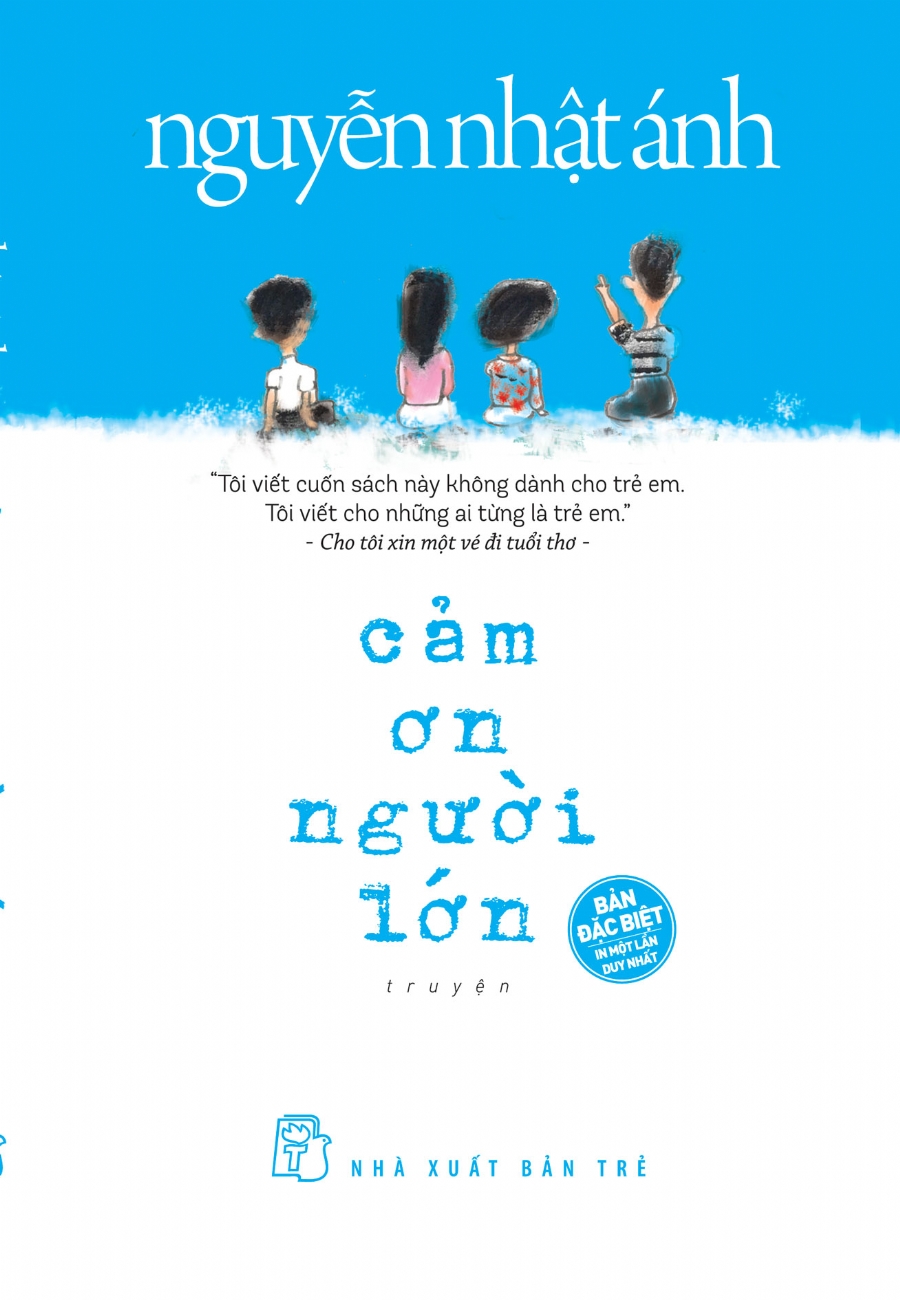 nguyễn nhật ánh
“Tôi viết cuốn sách này không dành cho trẻ em.
Tôi viết cho những ai từng là trẻ em.”
- Cho tôi xin một vé đi tuổi thơ -
cảm
ơn
người
lớn
BẢN
ĐẶC BIỆT
IN MỘT LẦN
DUY NHẤT
truyện
T
NHÀ XUẤT BẢN TRẺ